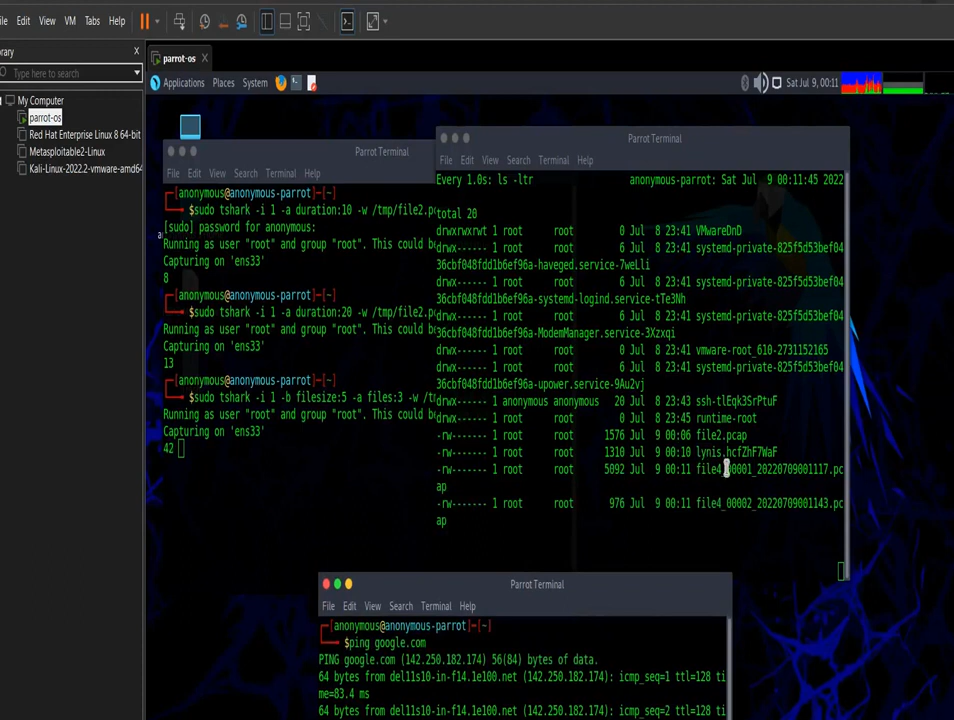 File Edit View VM Tabs Help
Type here to search
My Computer
parrot-os
Red Hat Enterprise Linux 8 64-bit
Metasploitable2-Linux
Kali-Linux-2022.2-vmware-amd64
parrot-os
Applications Places System Sat Jul 9, 00:11
Parrot Terminal
File Edit View Search Terminal Help
┌─[anonymous@anonymous-parrot]─[~]
└──╼ $sudo tshark -i 1 -a duration:10 -w /tmp/file2.p
[sudo] password for anonymous:
Running as user "root" and group "root". This could b
Capturing on 'ens33'
8
┌─[anonymous@anonymous-parrot]─[~]
└──╼ $sudo tshark -i 1 -a duration:20 -w /tmp/file2.p
Running as user "root" and group "root". This could b
Capturing on 'ens33'
13
┌─[anonymous@anonymous-parrot]─[~]
└──╼ $sudo tshark -i 1 -b filesize:5 -a files:3 -w /t
Running as user "root" and group "root". This could b
Capturing on 'ens33'
42
Parrot Terminal
File Edit View Search Terminal Help
Every 1.0s: ls -ltr anonymous-parrot: Sat Jul 9 00:11:45 2022
total 20
drwxrwxrwt 1 root root 0 Jul 8 23:41 VMwareDnD
drwx------ 1 root root 0 Jul 8 23:41 systemd-private-825f5d53bef04
36cbf048fdd1b6ef96a-haveged.service-7weLli
drwx------ 1 root root 0 Jul 8 23:41 systemd-private-825f5d53bef04
36cbf048fdd1b6ef96a-systemd-logind.service-tTe3Nh
drwx------ 1 root root 0 Jul 8 23:41 systemd-private-825f5d53bef04
36cbf048fdd1b6ef96a-ModemManager.service-3Xzxqi
drwx------ 1 root root 0 Jul 8 23:41 vmware-root_610-2731152165
drwx------ 1 root root 0 Jul 8 23:41 systemd-private-825f5d53bef04
36cbf048fdd1b6ef96a-upower.service-9Au2vj
drwx------ 1 anonymous anonymous 20 Jul 8 23:43 ssh-tlEqk3SrPtuF
drwx------ 1 root root 0 Jul 8 23:45 runtime-root
-rw------- 1 root root 1576 Jul 9 00:06 file2.pcap
-rw------- 1 root root 1310 Jul 9 00:10 lynis.hcfZhF7WaF
-rw------- 1 root root 5092 Jul 9 00:11 file4_00001_20220709001117.pc
ap
-rw------- 1 root root 976 Jul 9 00:11 file4_00002_20220709001143.pc
ap
Parrot Terminal
File Edit View Search Terminal Help
┌─[anonymous@anonymous-parrot]─[~]
└──╼ $ping google.com
PING google.com (142.250.182.174) 56(84) bytes of data.
64 bytes from del11s10-in-f14.1e100.net (142.250.182.174): icmp_seq=1 ttl=128 ti
me=83.4 ms
64 bytes from del11s10-in-f14.1e100.net (142.250.182.174): icmp_seq=2 ttl=128 ti